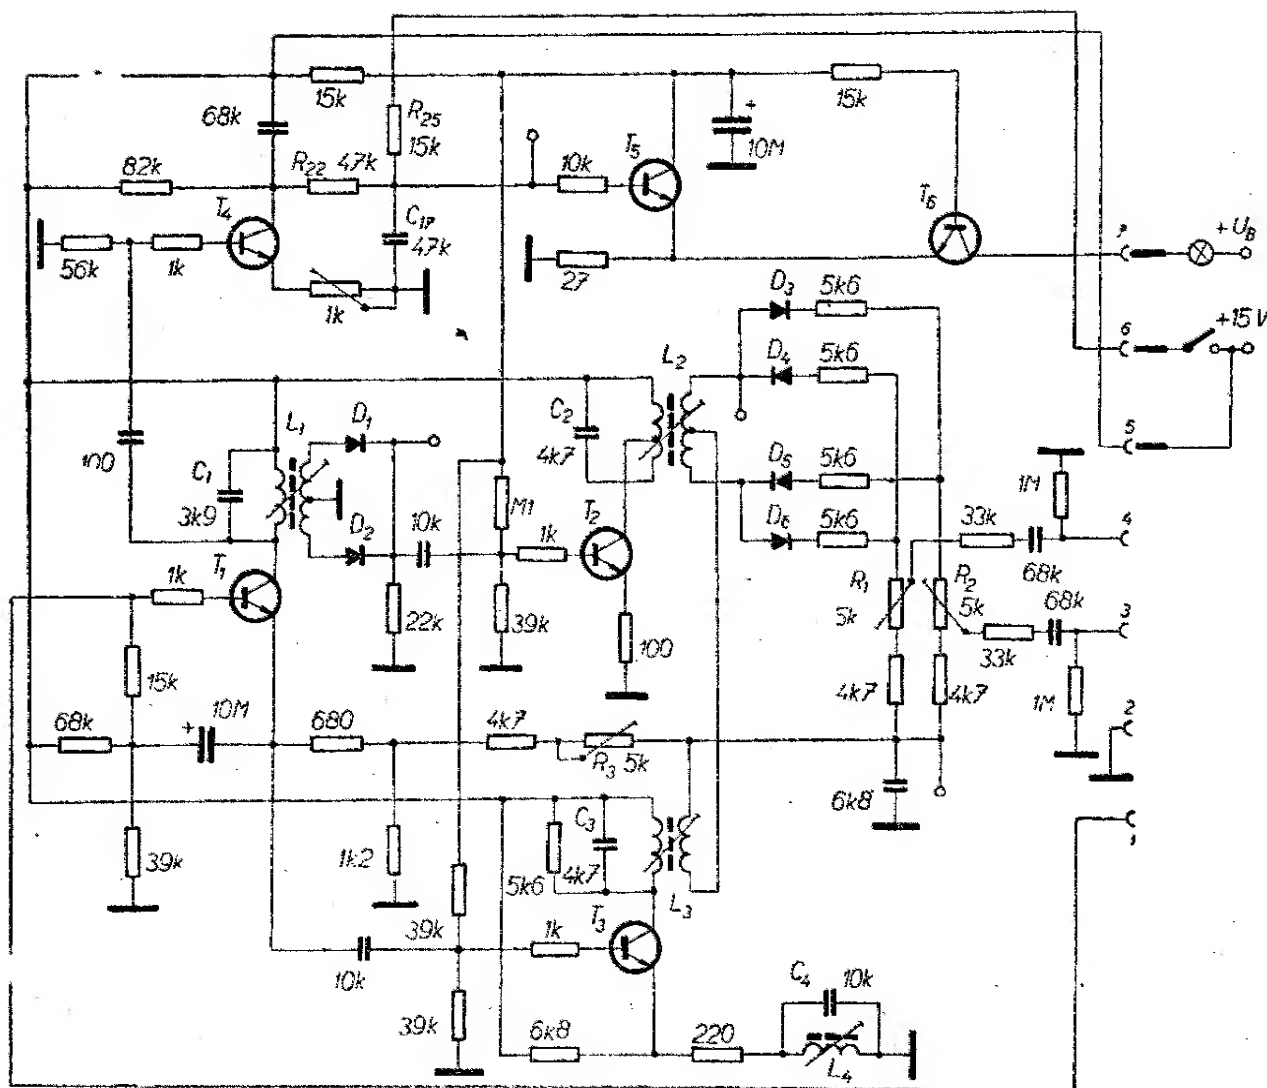 15k
R25
15k
68k
82k
R22 47k
T4
56k
1k
C17
47k
1k
10k
T5
27
+
10M
15k
T6
7
+UB
6
+15V
5
4
3
2
1
D3 5k6
D4 5k6
D5 5k6
D6 5k6
L2
C2
4k7
L1
D1
C1
3k9
D2
100
10k
M1
1k
T2
39k
100
22k
T1
1k
15k
68k
+
10M
680
4k7
R3 5k
39k
1k2
R1
5k
R2
5k
33k
68k
1M
33k
68k
1M
4k7
4k7
6k8
C3
5k6
4k7
L3
T3
1k
39k
10k
39k
6k8
220
C4 10k
L4